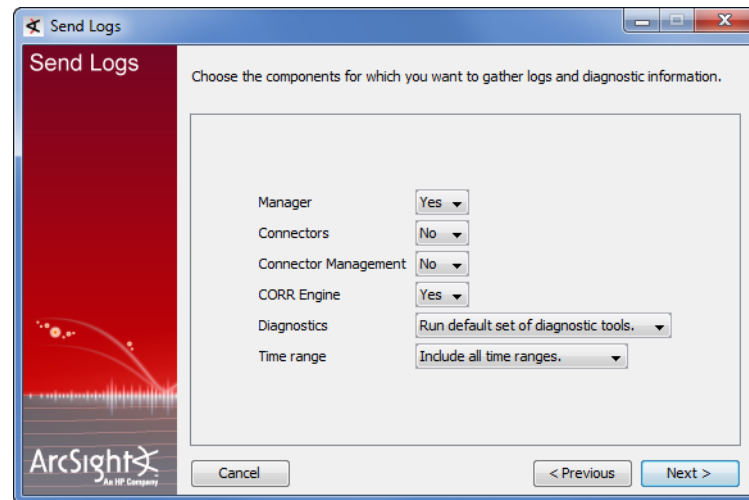 Send Logs
Send Logs
Choose the components for which you want to gather logs and diagnostic information.
Manager Yes
Connectors No
Connector Management No
CORR Engine Yes
Diagnostics Run default set of diagnostic tools.
Time range Include all time ranges.
ArcSight
An HP Company
Cancel < Previous Next >